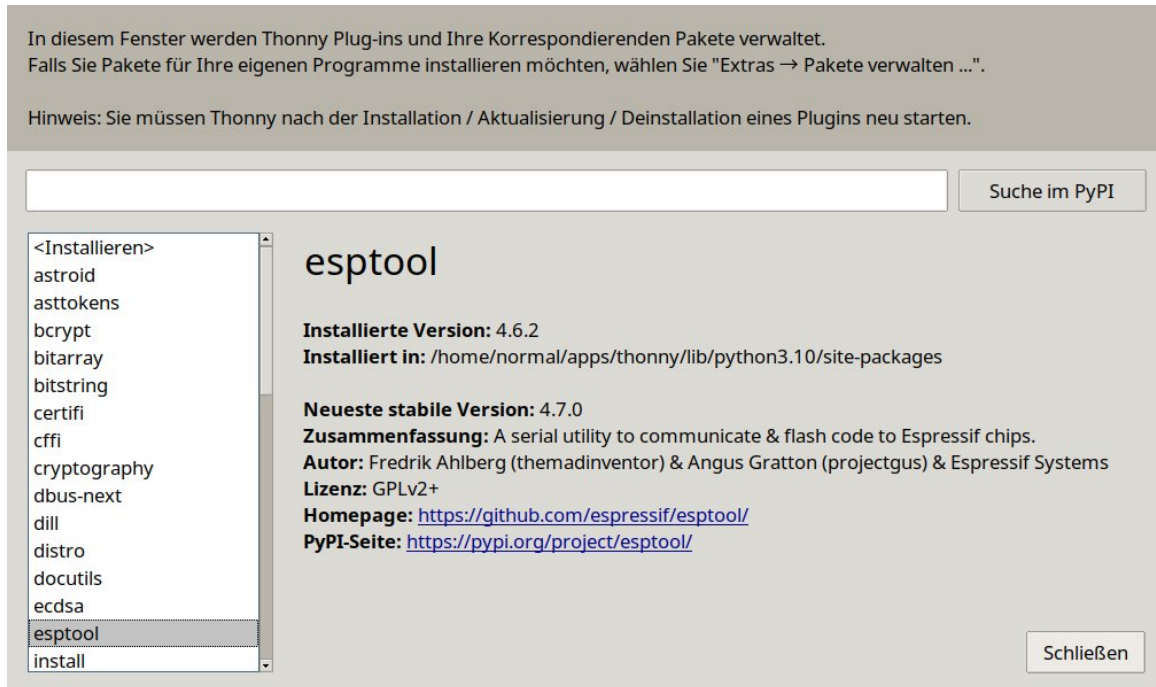 In diesem Fenster werden Thonny Plug-ins und Ihre Korrespondierenden Pakete verwaltet.
Falls Sie Pakete für Ihre eigenen Programme installieren möchten, wählen Sie "Extras → Pakete verwalten ...".
Hinweis: Sie müssen Thonny nach der Installation / Aktualisierung / Deinstallation eines Plugins neu starten.
Suche im PyPI
<Installieren>
astroid
asttokens
bcrypt
bitarray
bitstring
certifi
cffi
cryptography
dbus-next
dill
distro
docutils
ecdsa
esptool
install
esptool
Installierte Version: 4.6.2
Installiert in: /home/normal/apps/thonny/lib/python3.10/site-packages
Neueste stabile Version: 4.7.0
Zusammenfassung: A serial utility to communicate & flash code to Espressif chips.
Autor: Fredrik Ahlberg (themadinventor) & Angus Gratton (projectgus) & Espressif Systems
Lizenz: GPLv2+
Homepage: https://github.com/espressif/esptool/
PyPI-Seite: https://pypi.org/project/esptool/
Schließen